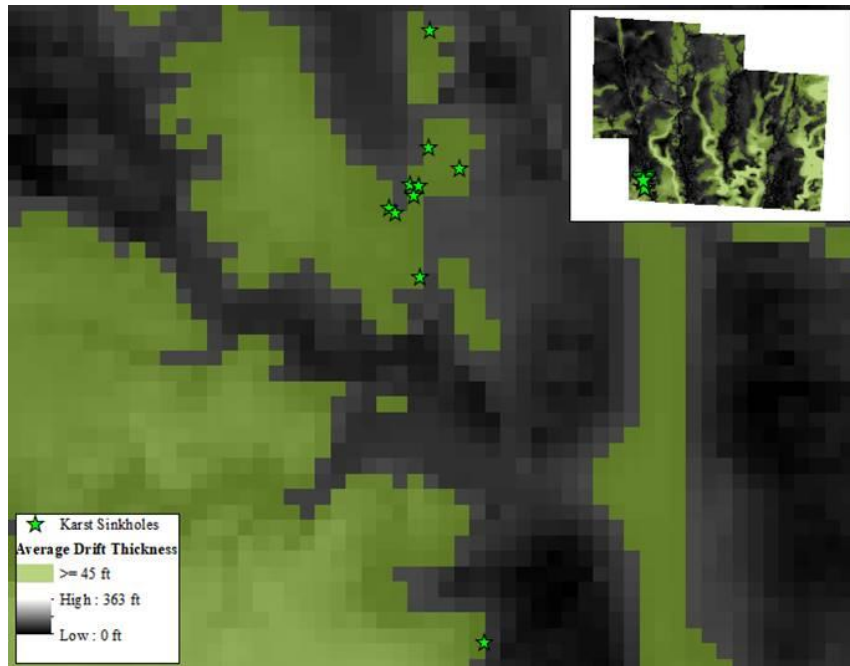 Karst Sinkholes
Average Drift Thickness
>= 45 ft
High : 363 ft
Low : 0 ft